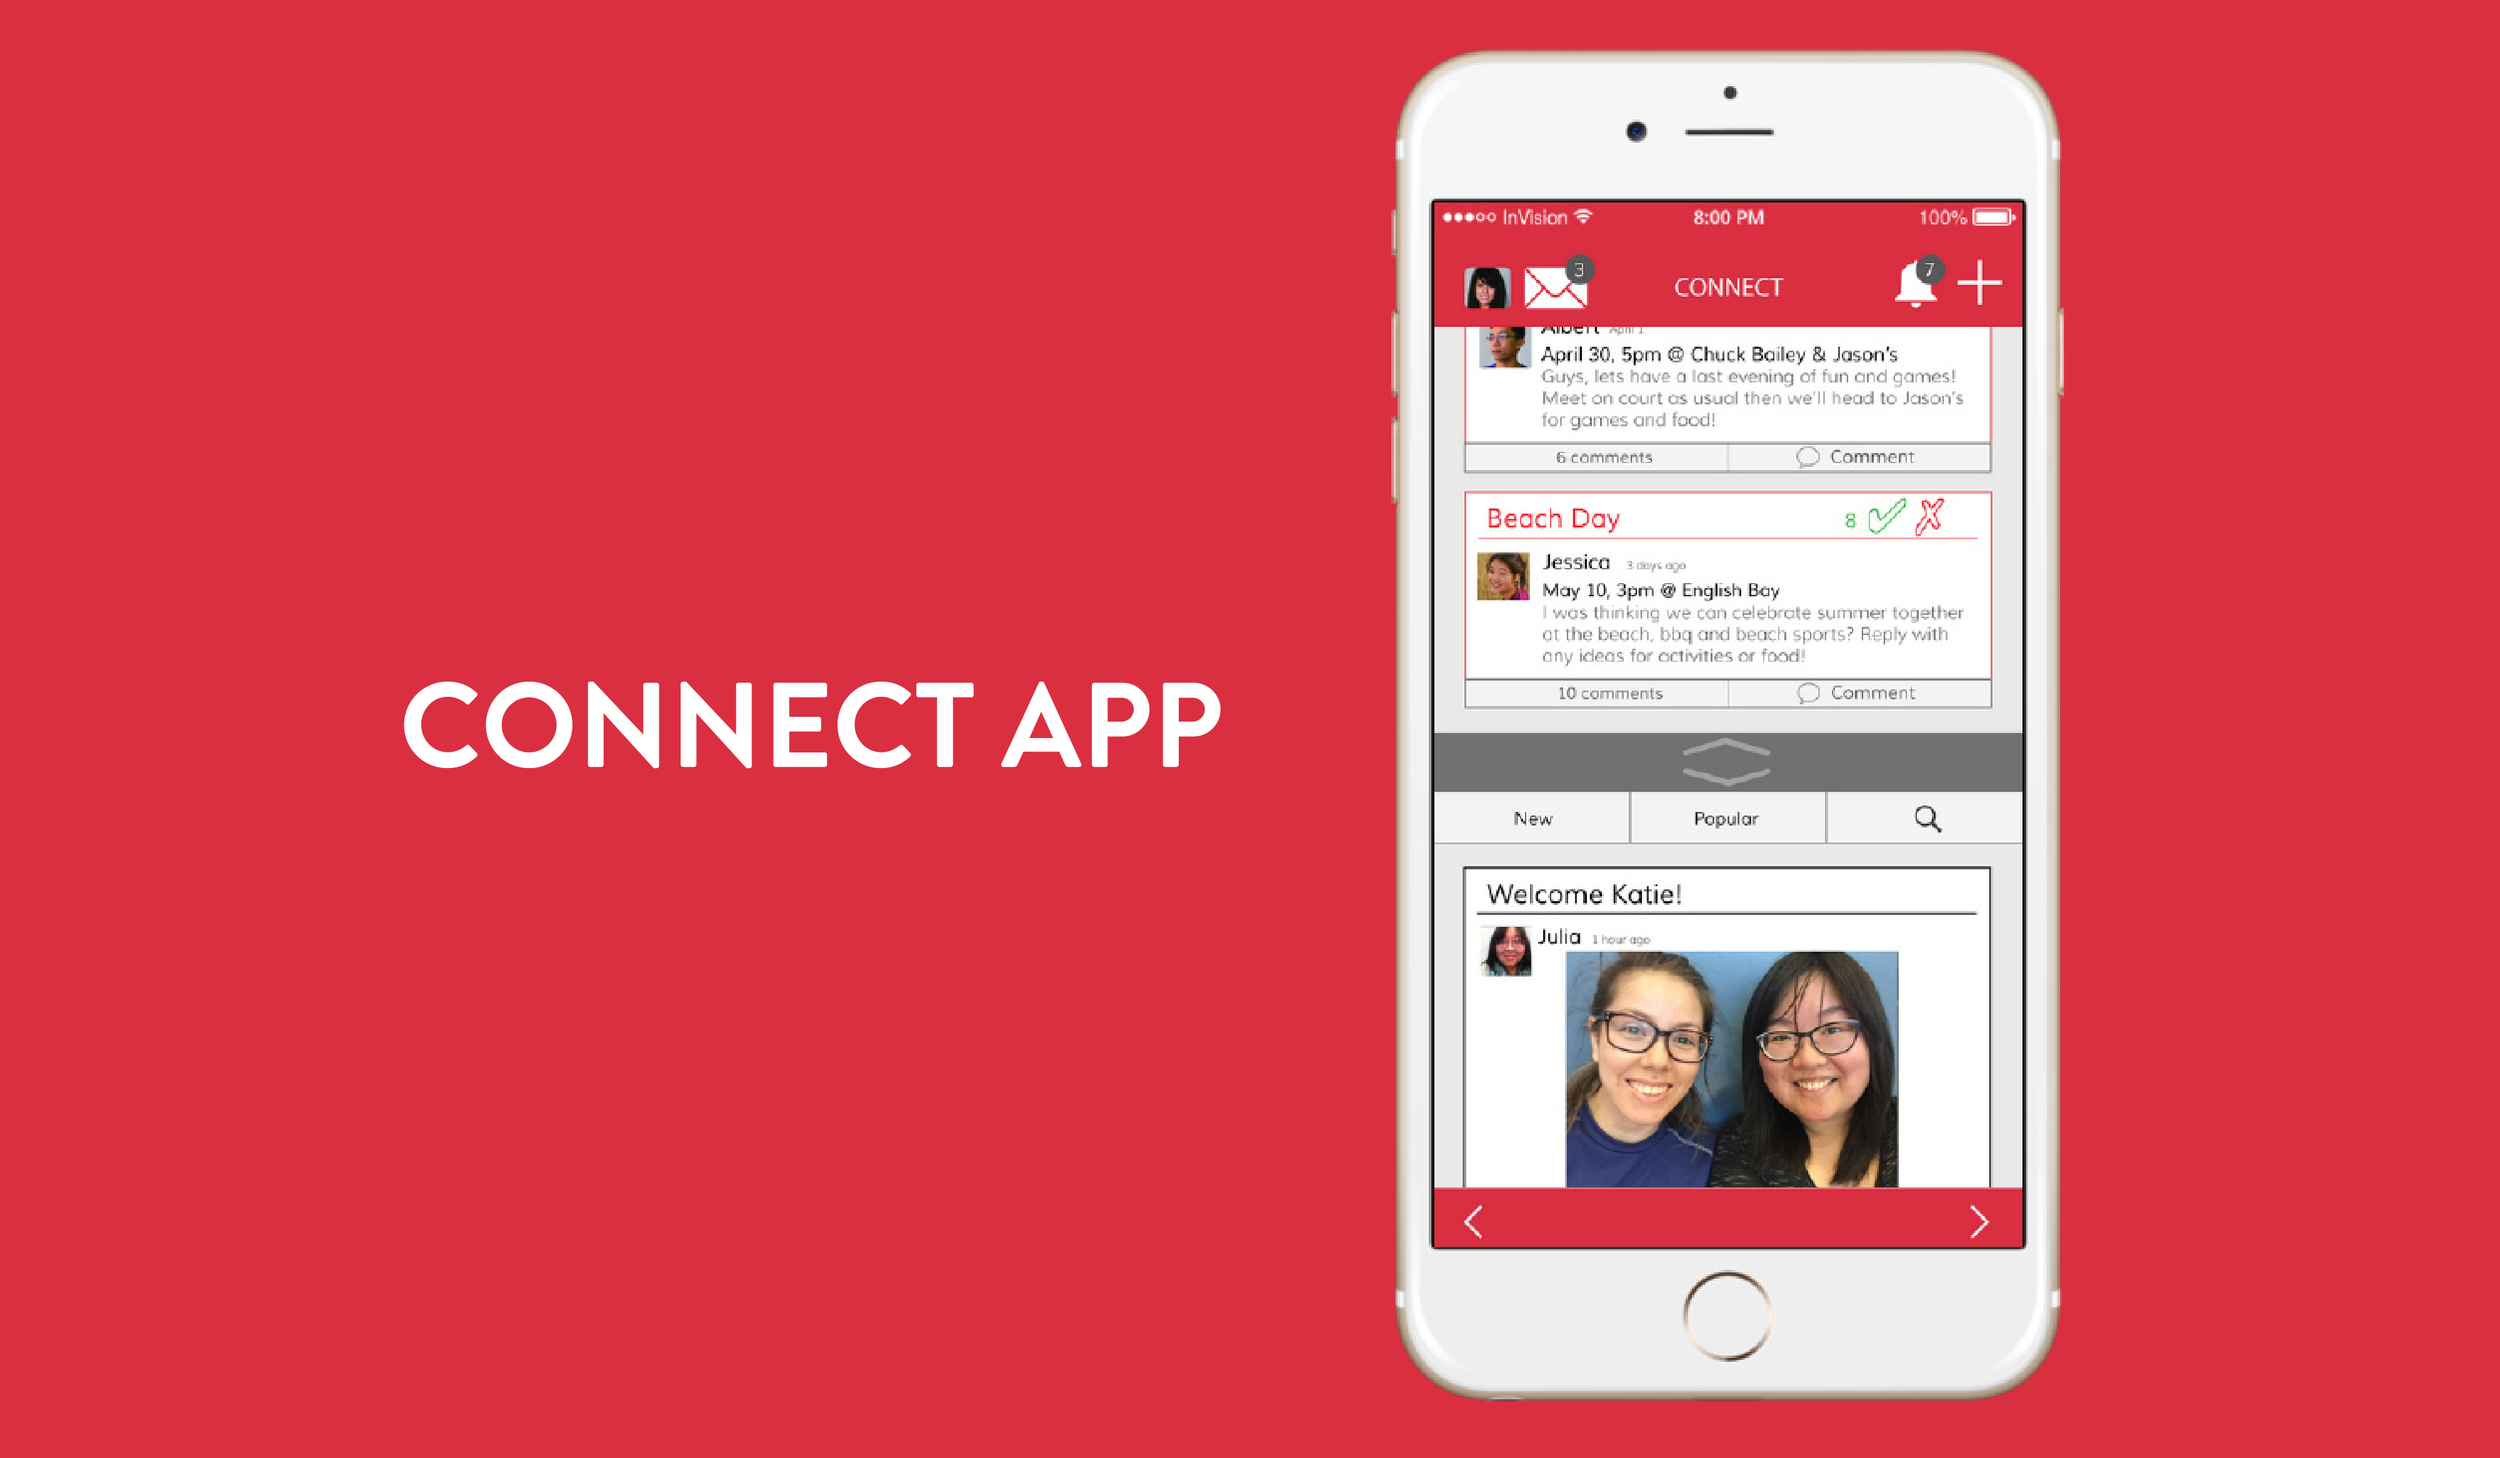 CONNECT APP
InVision 8:00 PM 100%
3 CONNECT 7
Albert April 1
April 30, 5pm @ Chuck Bailey & Jason's
Guys, lets have a last evening of fun and games!
Meet on court as usual then we'll head to Jason's
for games and food!
6 comments Comment
Beach Day 8
Jessica 3 days ago
May 10, 3pm @ English Bay
I was thinking we can celebrate summer together
at the beach, bbq and beach sports? Reply with
any ideas for activities or food!
10 comments Comment
New Popular
Welcome Katie!
Julia 1 hour ago